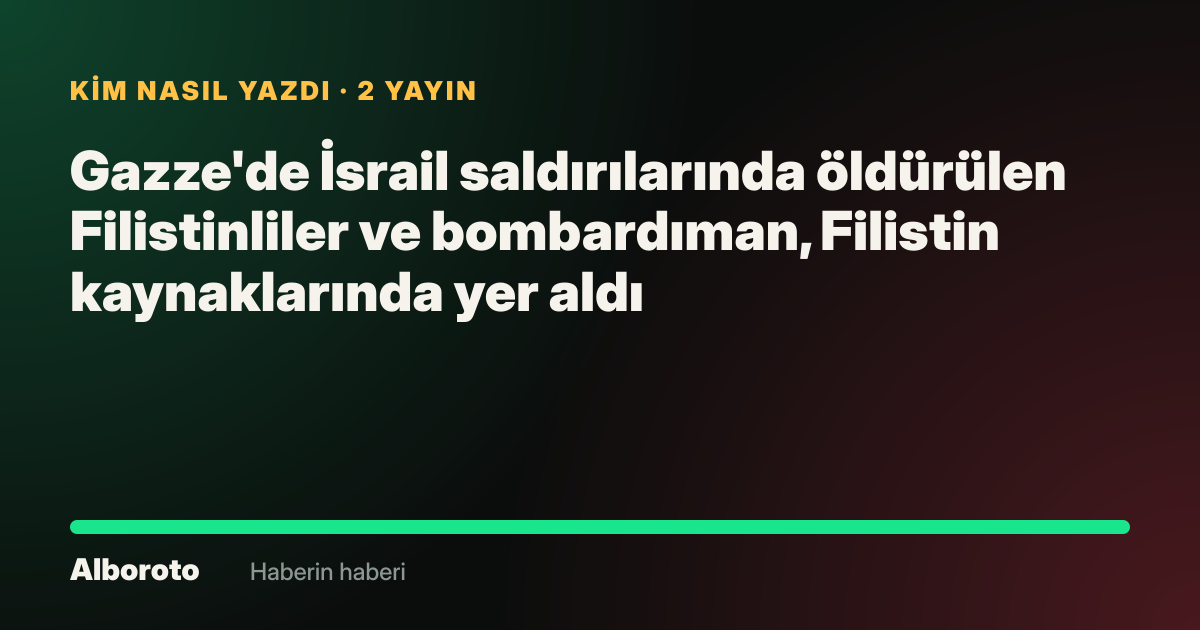 KİM NASIL YAZDI · 2 YAYIN
Gazze'de İsrail saldırılarında öldürülen
Filistinliler ve bombardıman, Filistin
kaynaklarında yer aldı
Alboroto Haberin haberi